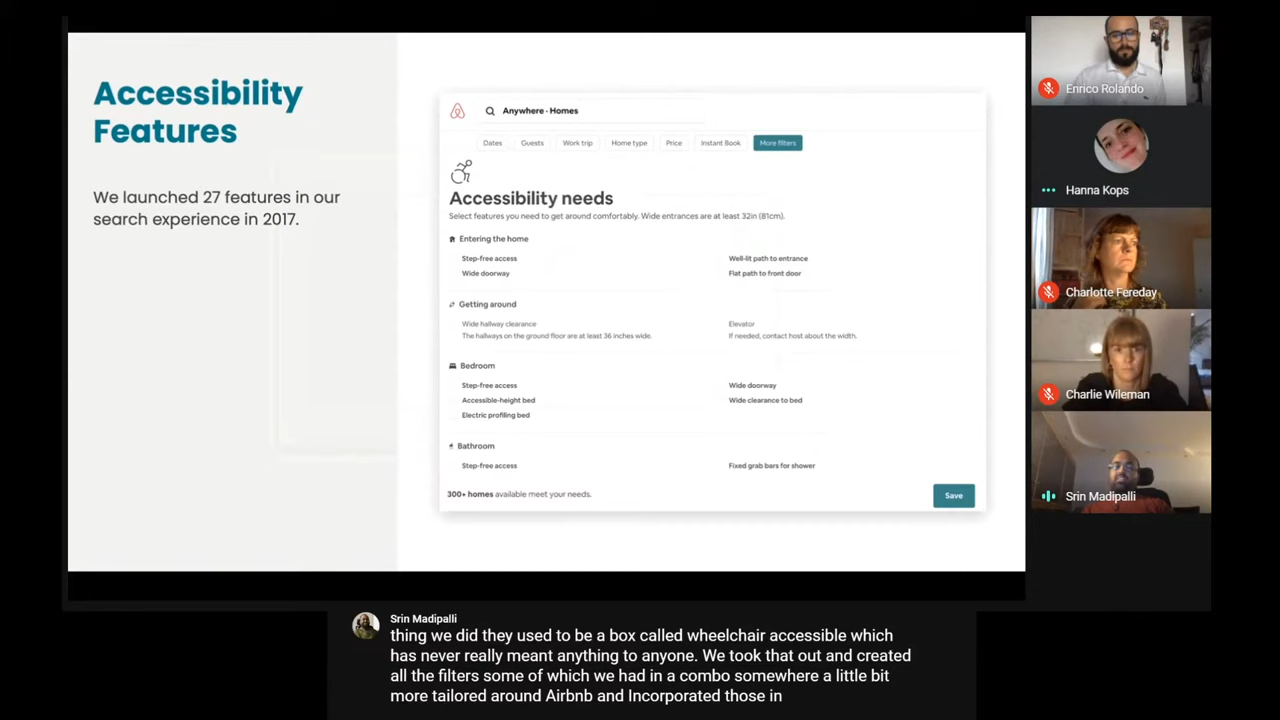 Accessibility
Features
We launched 27 features in our
search experience in 2017.
Anywhere · Homes
Dates
Guests
Work trip
Home type
Price
Instant Book
More filters
Accessibility needs
Select features you need to get around comfortably. Wide entrances are at least 32in (81cm).
Entering the home
Step-free access
Well-lit path to entrance
Wide doorway
Flat path to front door
Getting around
Wide hallway clearance
Elevator
The hallways on the ground floor are at least 36 inches wide.
If needed, contact host about the width.
Bedroom
Step-free access
Wide doorway
Accessible-height bed
Wide clearance to bed
Electric profiling bed
Bathroom
Step-free access
Fixed grab bars for shower
300+ homes available meet your needs.
Save
Enrico Rolando
Hanna Kops
Charlotte Fereday
Charlie Wileman
Srin Madipalli
Srin Madipalli
thing we did they used to be a box called wheelchair accessible which
has never really meant anything to anyone. We took that out and created
all the filters some of which we had in a combo somewhere a little bit
more tailored around Airbnb and Incorporated those in